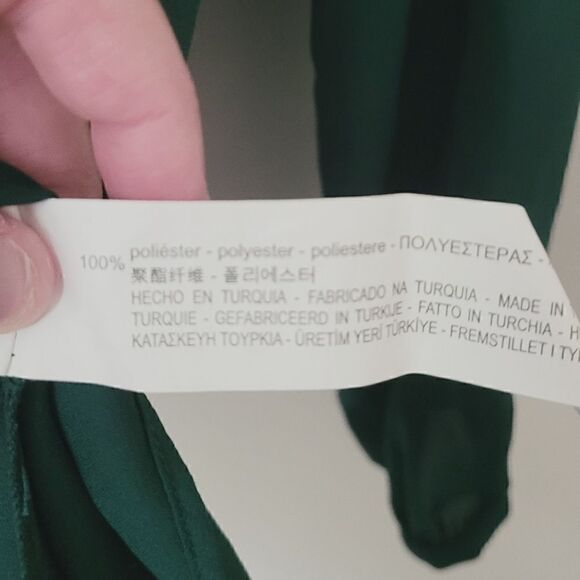 100% poliéster - polyester - poliestere - ΠΟΛΥΕΣΤΕΡΑΣ -
聚酯纤维 - 폴리에스터
HECHO EN TURQUIA - FABRICADO NA TURQUIA - MADE IN
TURQUIE - GEFABRICEERD IN TURKIJE - FATTO IN TURCHIA - H
ΚΑΤΑΣΚΕΥΗ ΤΟΥΡΚΙΑ - ÜRETİM YERİ TÜRKİYE - FREMSTILLET I TY